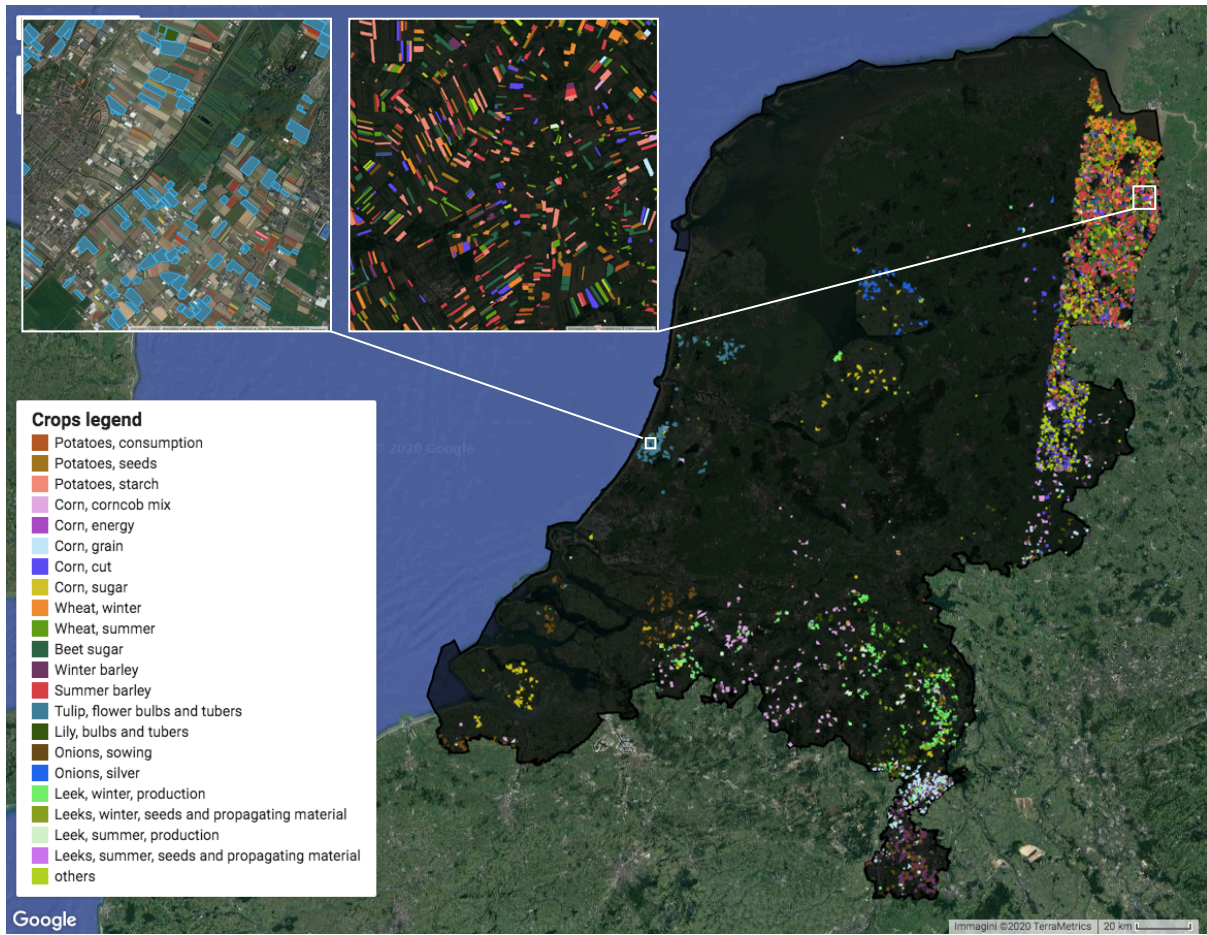 © 2020 Google
Crops legend
Potatoes, consumption
Potatoes, seeds
Potatoes, starch
Corn, corncob mix
Corn, energy
Corn, grain
Corn, cut
Corn, sugar
Wheat, winter
Wheat, summer
Beet sugar
Winter barley
Summer barley
Tulip, flower bulbs and tubers
Lily, bulbs and tubers
Onions, sowing
Onions, silver
Leek, winter, production
Leeks, winter, seeds and propagating material
Leek, summer, production
Leeks, summer, seeds and propagating material
others
Google
Immagini ©2020 TerraMetrics
20 km